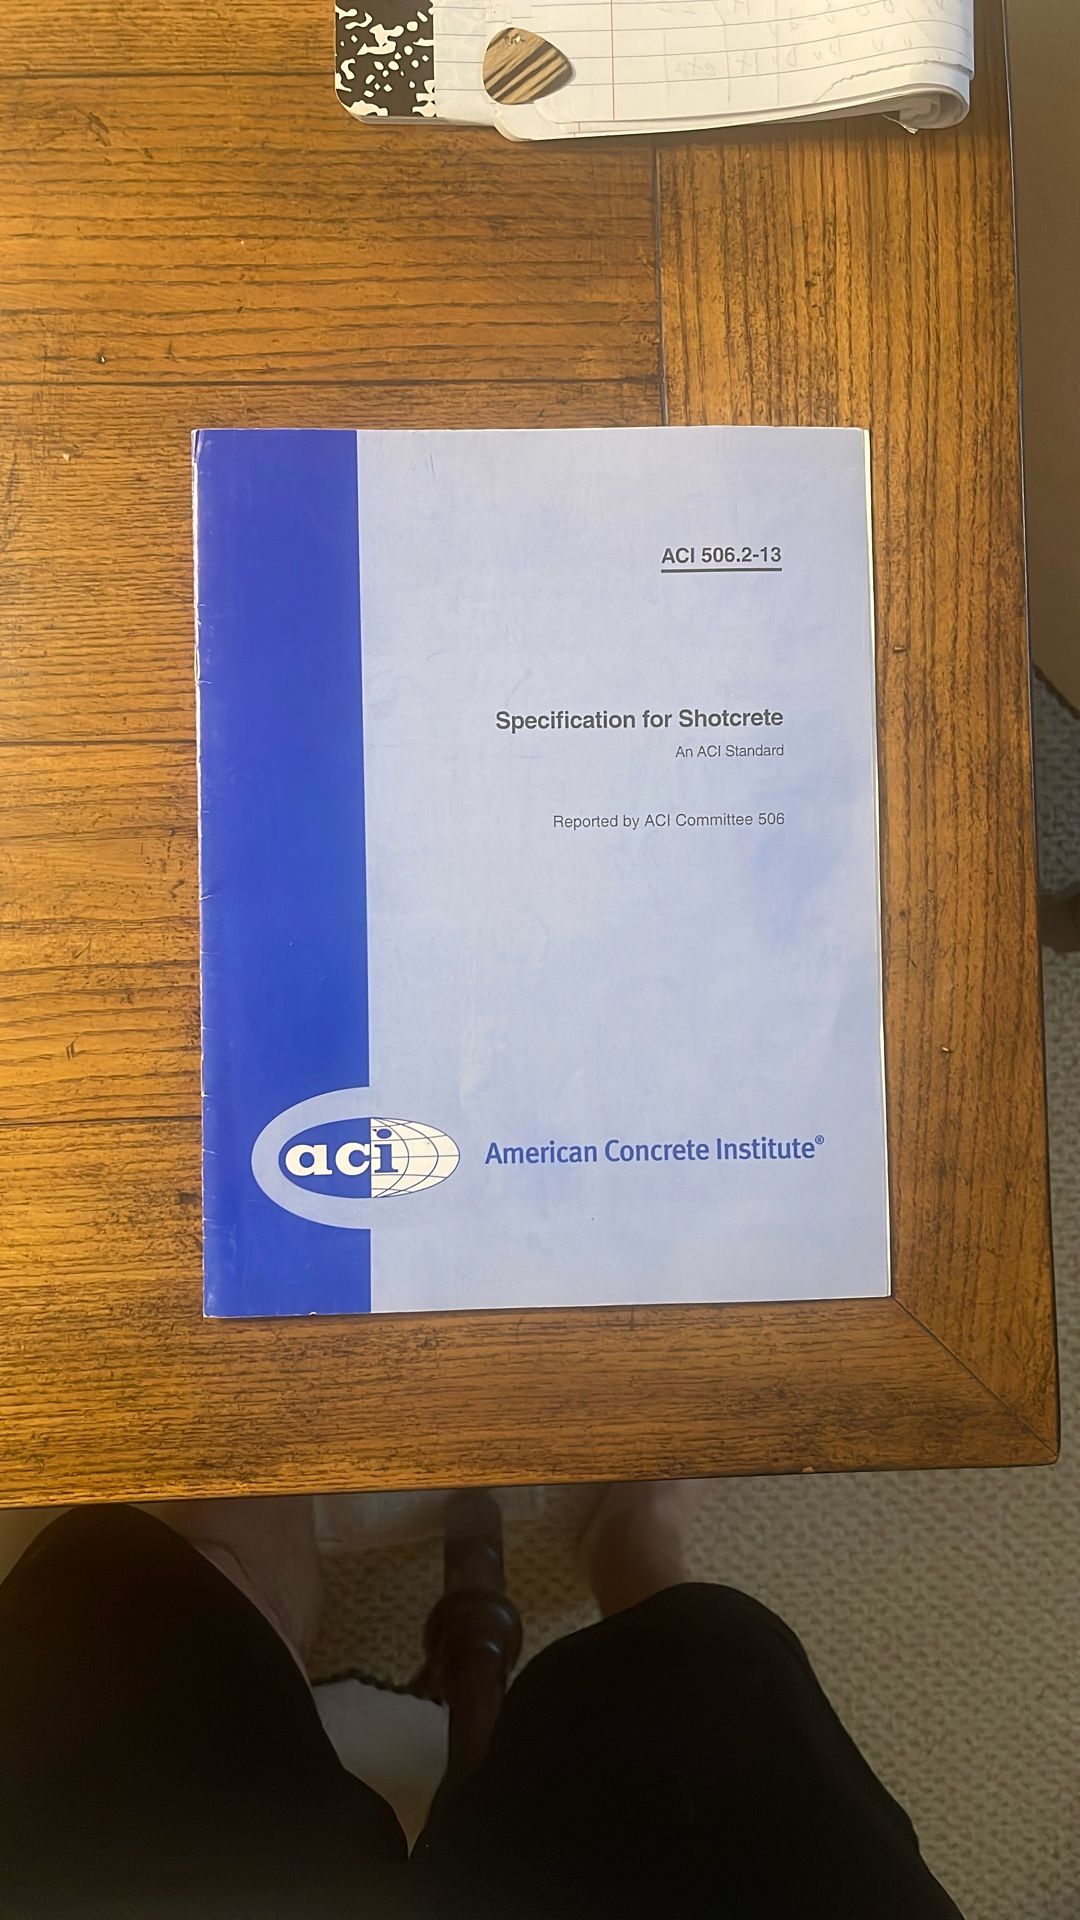 ACI 506.2-13
Specification for Shotcrete
An ACI Standard
Reported by ACI Committee 506
aci
American Concrete Institute®